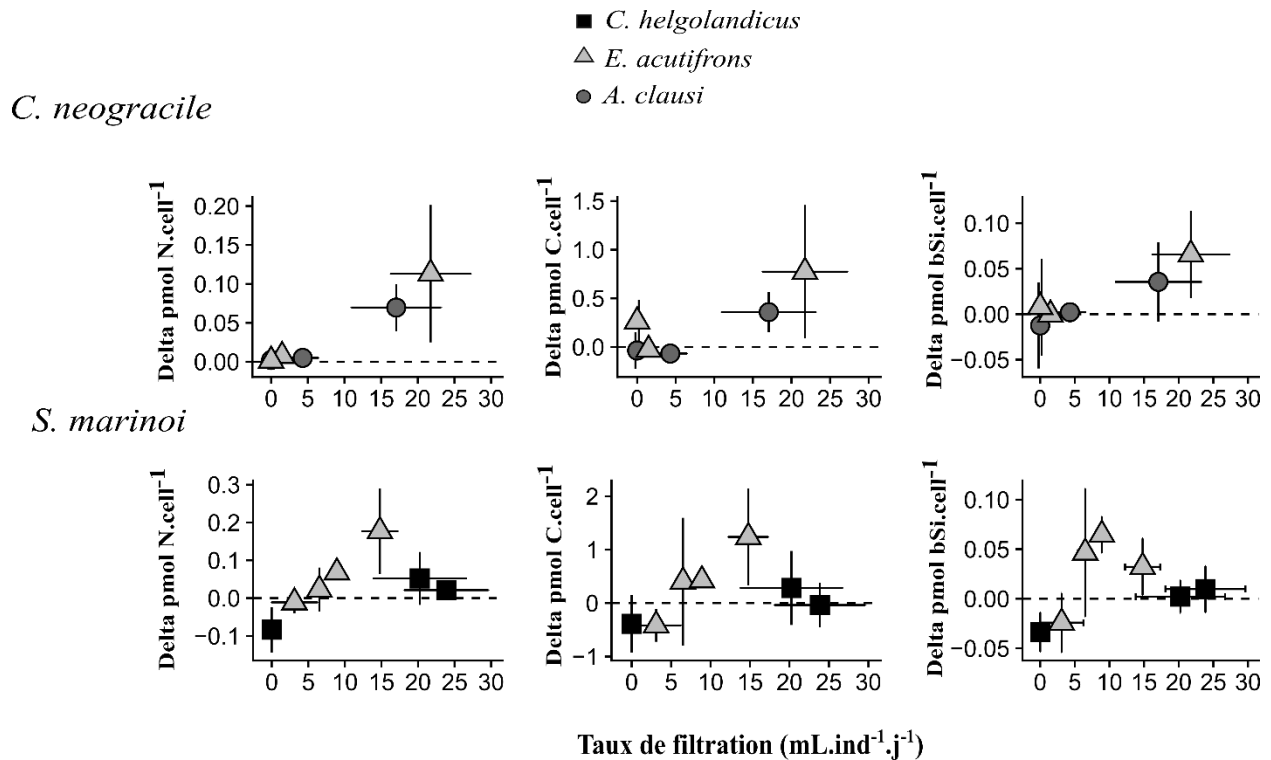 C. helgolandicus
E. acutifrons
A. clausi
C. neogracile
Delta pmol N.cell⁻¹
0.20
0.15
0.10
0.05
0.00
0 5 10 15 20 25 30
Delta pmol C.cell⁻¹
1.5
1.0
0.5
0.0
0 5 10 15 20 25 30
Delta pmol bSi.cell⁻¹
0.10
0.05
0.00
−0.05
0 5 10 15 20 25 30
S. marinoi
Delta pmol N.cell⁻¹
0.3
0.2
0.1
0.0
−0.1
0 5 10 15 20 25 30
Delta pmol C.cell⁻¹
2
1
0
−1
0 5 10 15 20 25 30
Delta pmol bSi.cell⁻¹
0.10
0.05
0.00
−0.05
0 5 10 15 20 25 30
Taux de filtration (mL.ind⁻¹.j⁻¹)